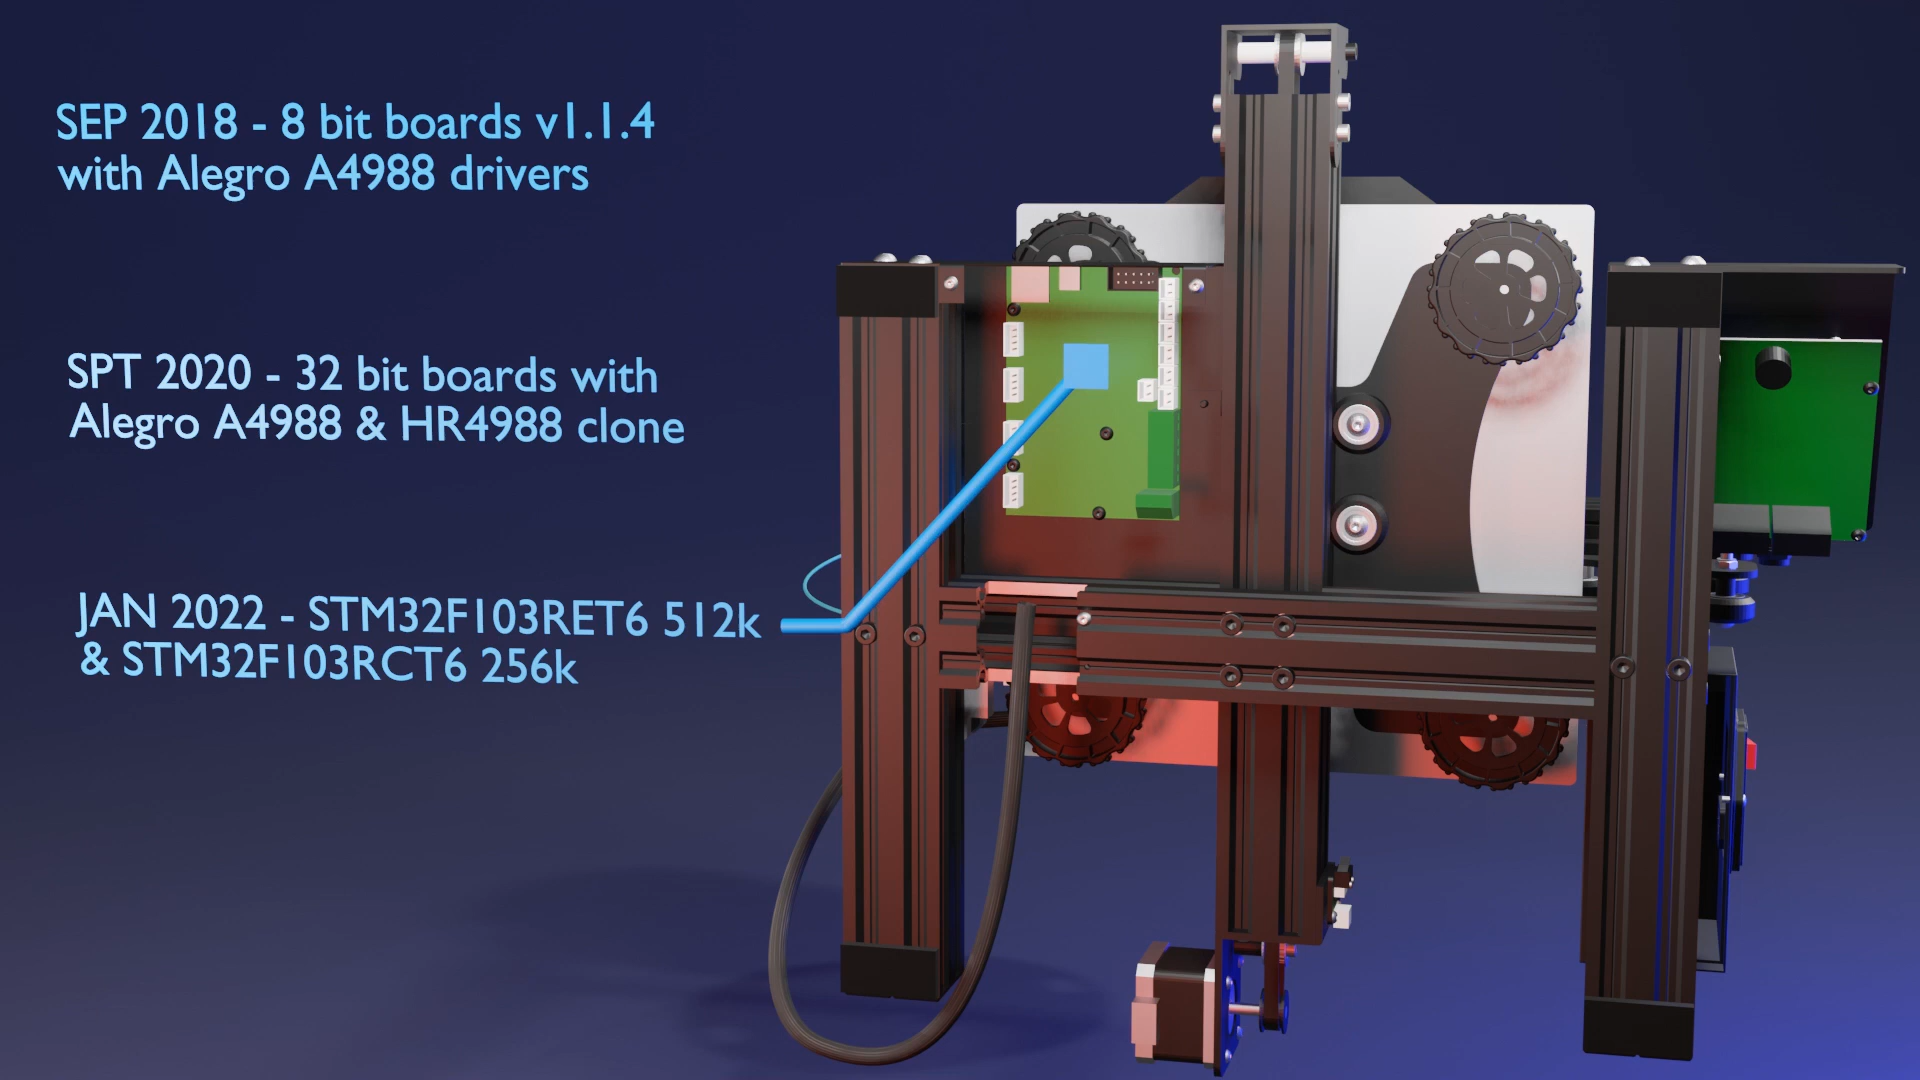 SEP 2018 - 8 bit boards v1.1.4
with Alegro A4988 drivers
SPT 2020 - 32 bit boards with
Alegro A4988 & HR4988 clone
JAN 2022 - STM32F103RET6 512k
& STM32F103RCT6 256k